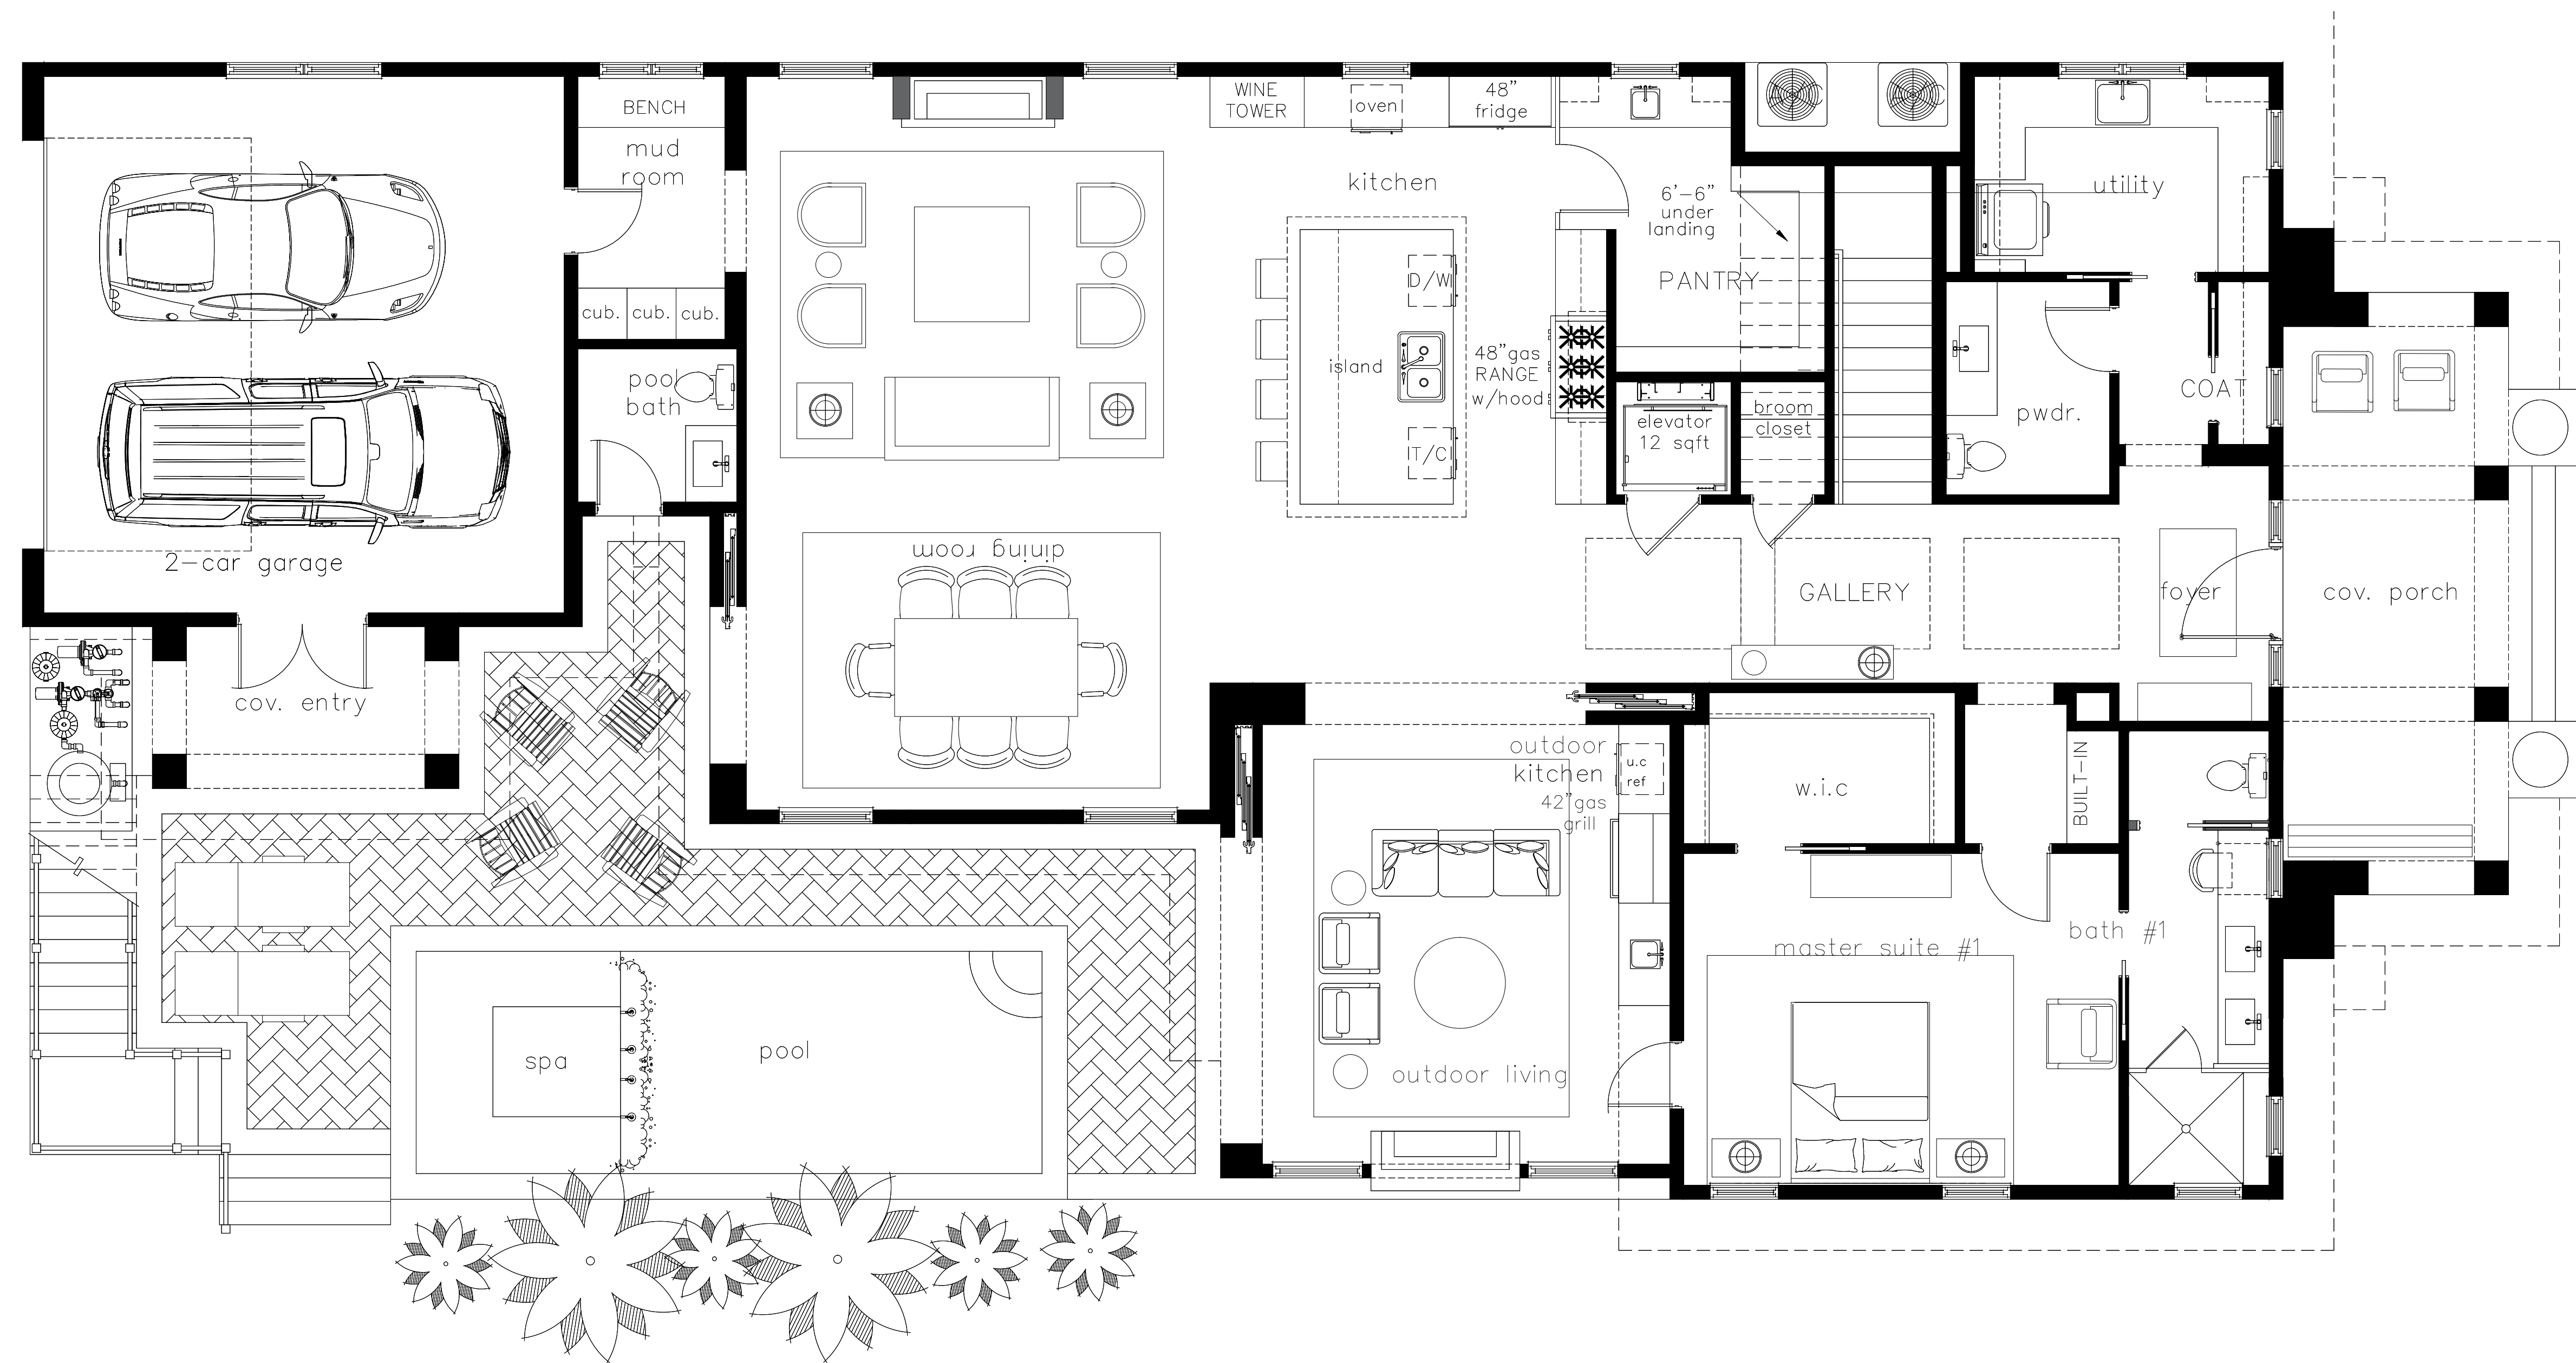 BENCH
mud
room
cub.
cub.
cub.
pool
bath
2-car garage
cov. entry
WINE
TOWER
oven
48"
fridge
kitchen
island
D/W
T/C
48"gas
RANGE
w/hood
6'-6"
under
landing
PANTRY
elevator
12 sqft
broom
closet
utility
COAT
pwdr.
dining room
GALLERY
foyer
cov. porch
outdoor
kitchen
u.c
ref
42"gas
grill
w.i.c
BUILT-IN
bath #1
master suite #1
outdoor living
spa
pool